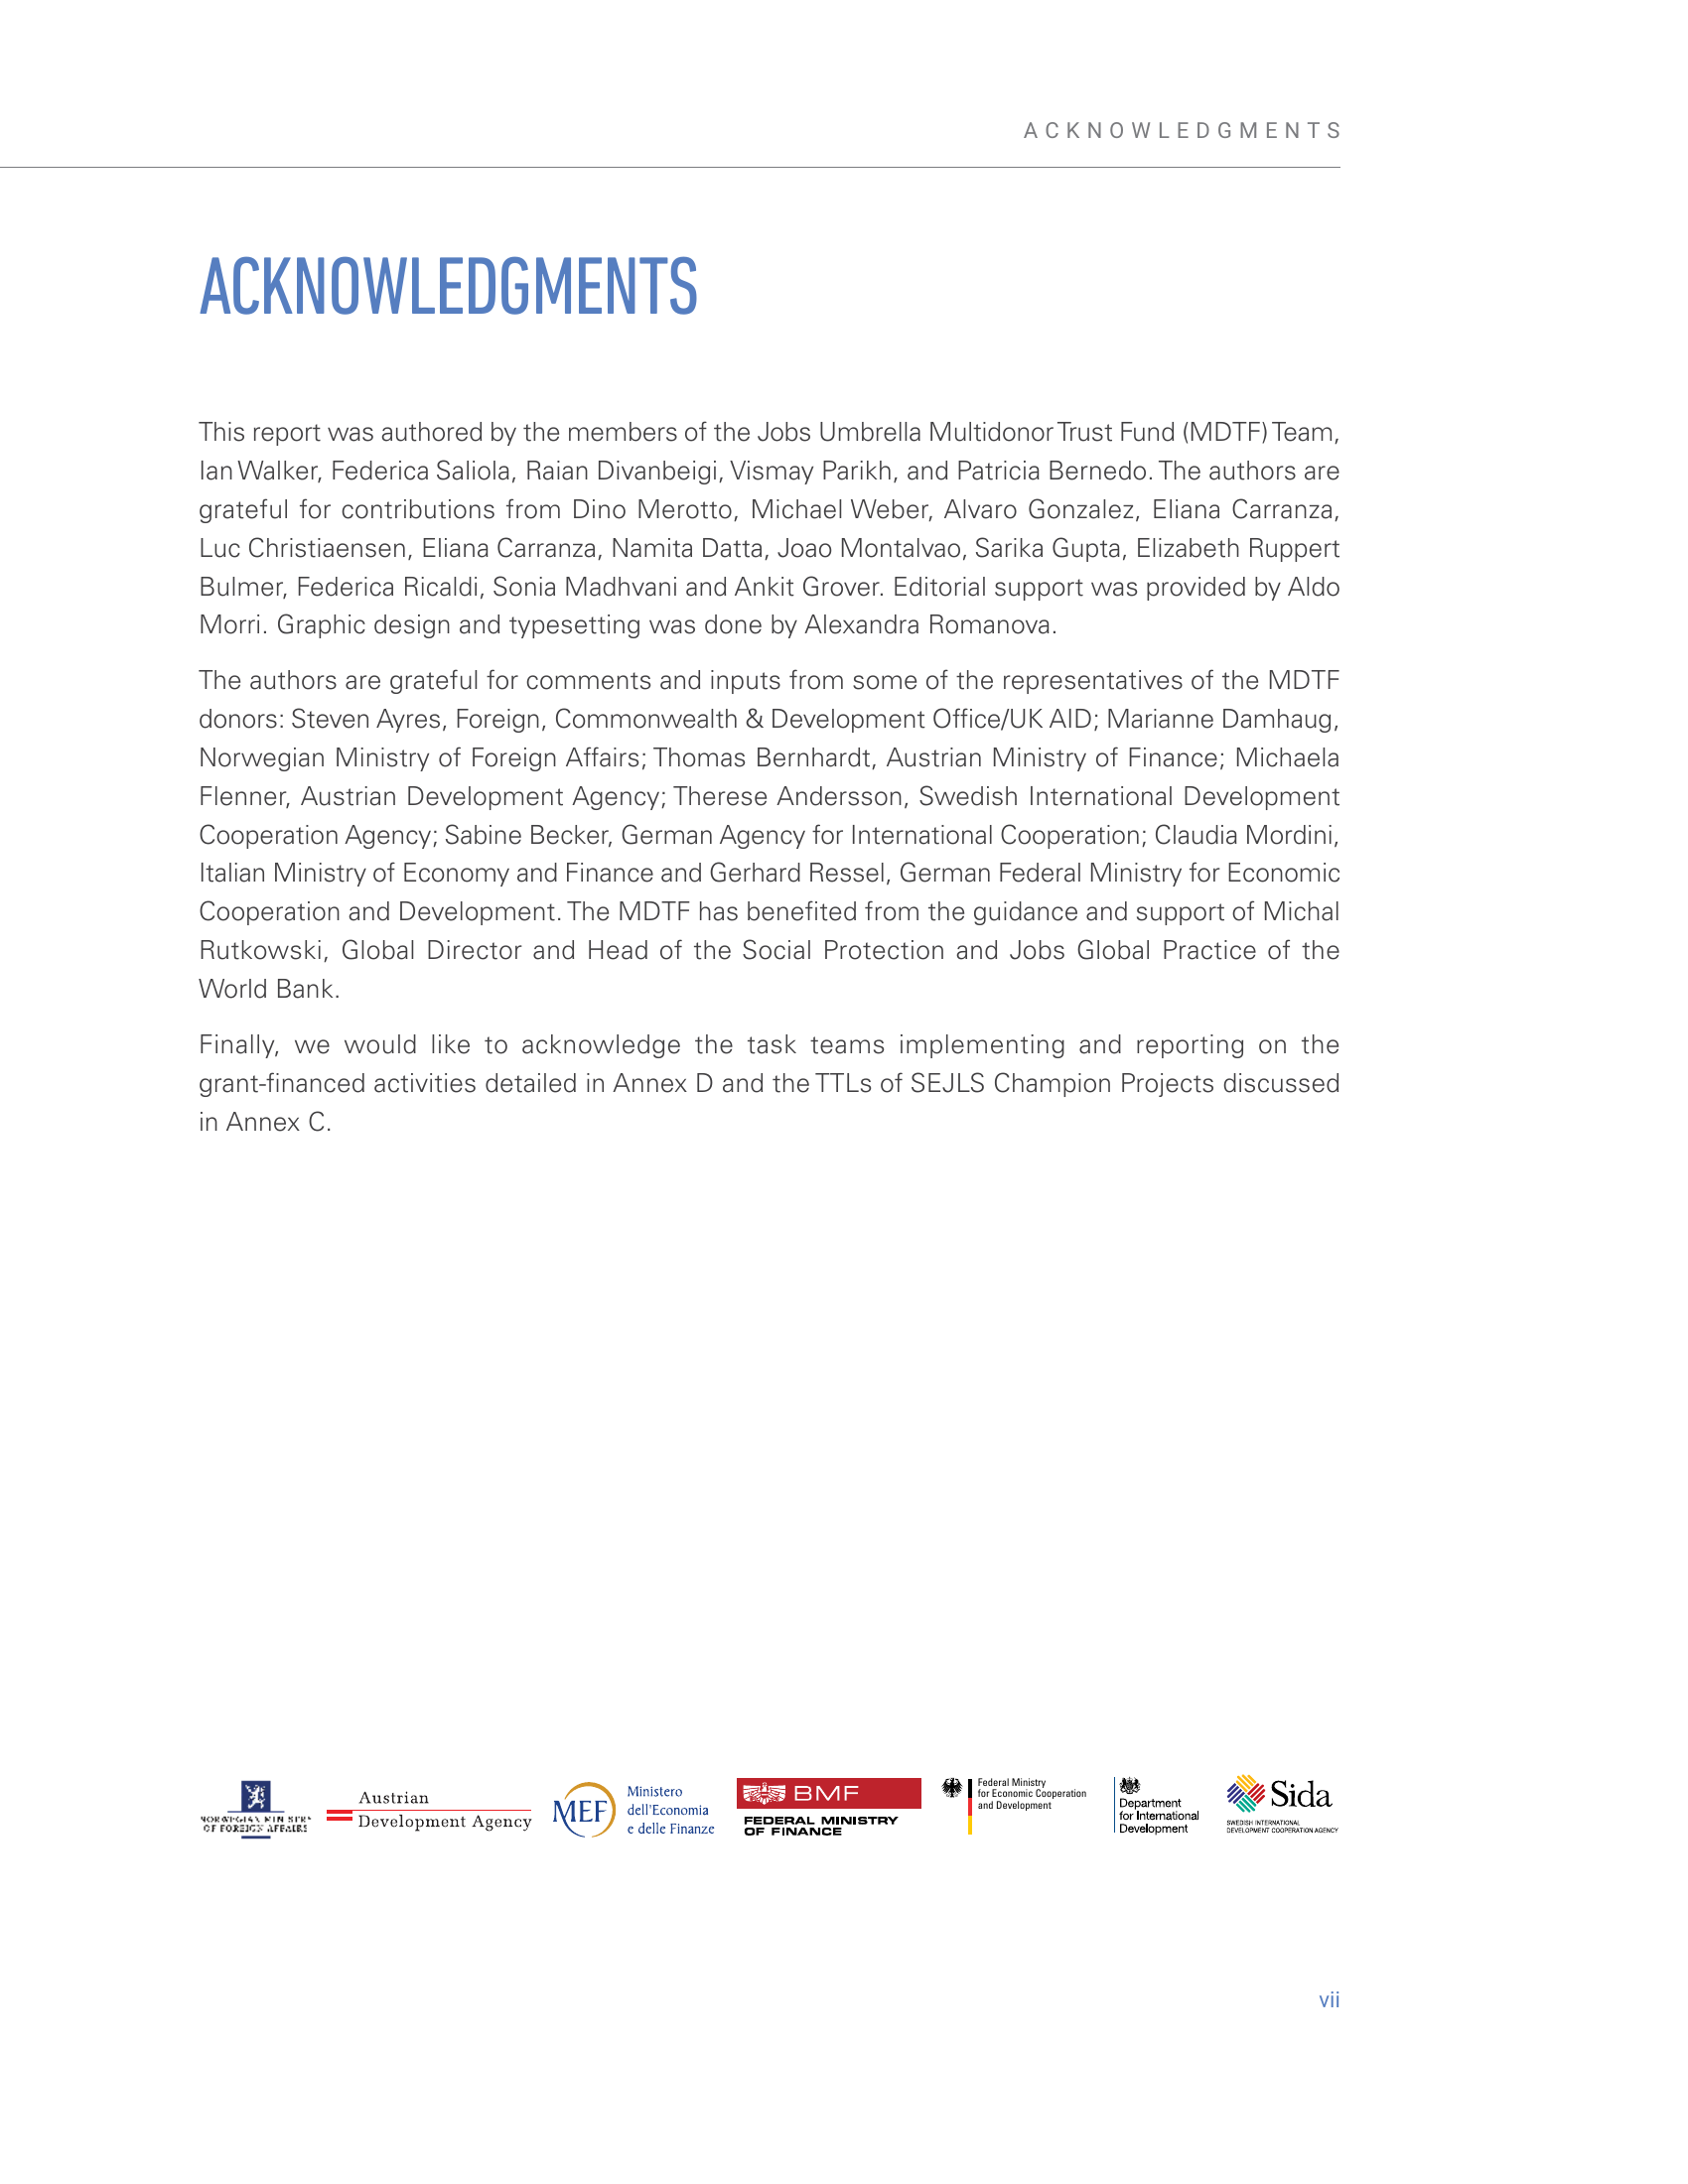 ACKNOWLEDGMENTS
ACKNOWLEDGMENTS
This report was authored by the members of the Jobs Umbrella Multidonor Trust Fund (MDTF) Team,
Ian Walker, Federica Saliola, Raian Divanbeigi, Vismay Parikh, and Patricia Bernedo. The authors are
grateful for contributions from Dino Merotto, Michael Weber, Alvaro Gonzalez, Eliana Carranza,
Luc Christiaensen, Eliana Carranza, Namita Datta, Joao Montalvao, Sarika Gupta, Elizabeth Ruppert
Bulmer, Federica Ricaldi, Sonia Madhvani and Ankit Grover. Editorial support was provided by Aldo
Morri. Graphic design and typesetting was done by Alexandra Romanova.
The authors are grateful for comments and inputs from some of the representatives of the MDTF
donors: Steven Ayres, Foreign, Commonwealth & Development Office/UK AID; Marianne Damhaug,
Norwegian Ministry of Foreign Affairs; Thomas Bernhardt, Austrian Ministry of Finance; Michaela
Flenner, Austrian Development Agency; Therese Andersson, Swedish International Development
Cooperation Agency; Sabine Becker, German Agency for International Cooperation; Claudia Mordini,
Italian Ministry of Economy and Finance and Gerhard Ressel, German Federal Ministry for Economic
Cooperation and Development. The MDTF has benefited from the guidance and support of Michal
Rutkowski, Global Director and Head of the Social Protection and Jobs Global Practice of the
World Bank.
Finally, we would like to acknowledge the task teams implementing and reporting on the
grant-financed activities detailed in Annex D and the TTLs of SEJLS Champion Projects discussed
in Annex C.
NORWEGIAN MINISTRY
OF FOREIGN AFFAIRS
Austrian
Development Agency
MEF
Ministero
dell'Economia
e delle Finanze
BMF
FEDERAL MINISTRY
OF FINANCE
Federal Ministry
for Economic Cooperation
and Development
Department
for International
Development
Sida
SWEDISH INTERNATIONAL
DEVELOPMENT COOPERATION AGENCY
vii